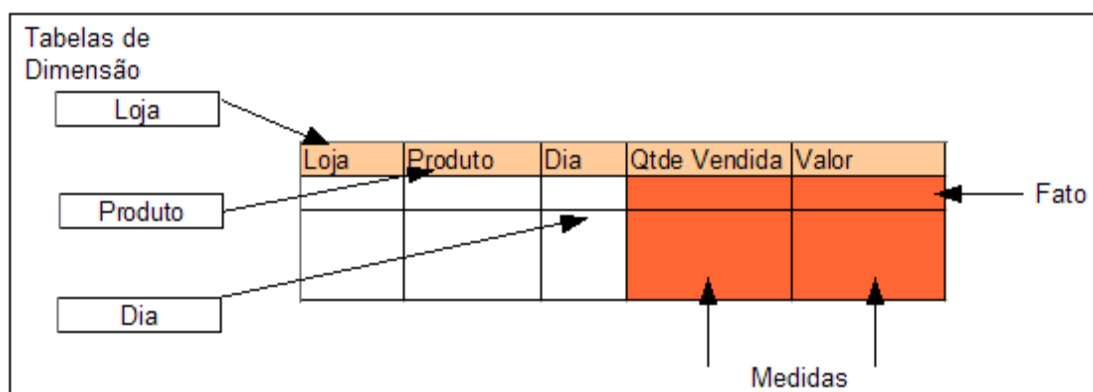 Tabelas de
Dimensão
Loja
Loja Produto Dia Qtde Vendida Valor
Produto
Fato
Dia
Medidas